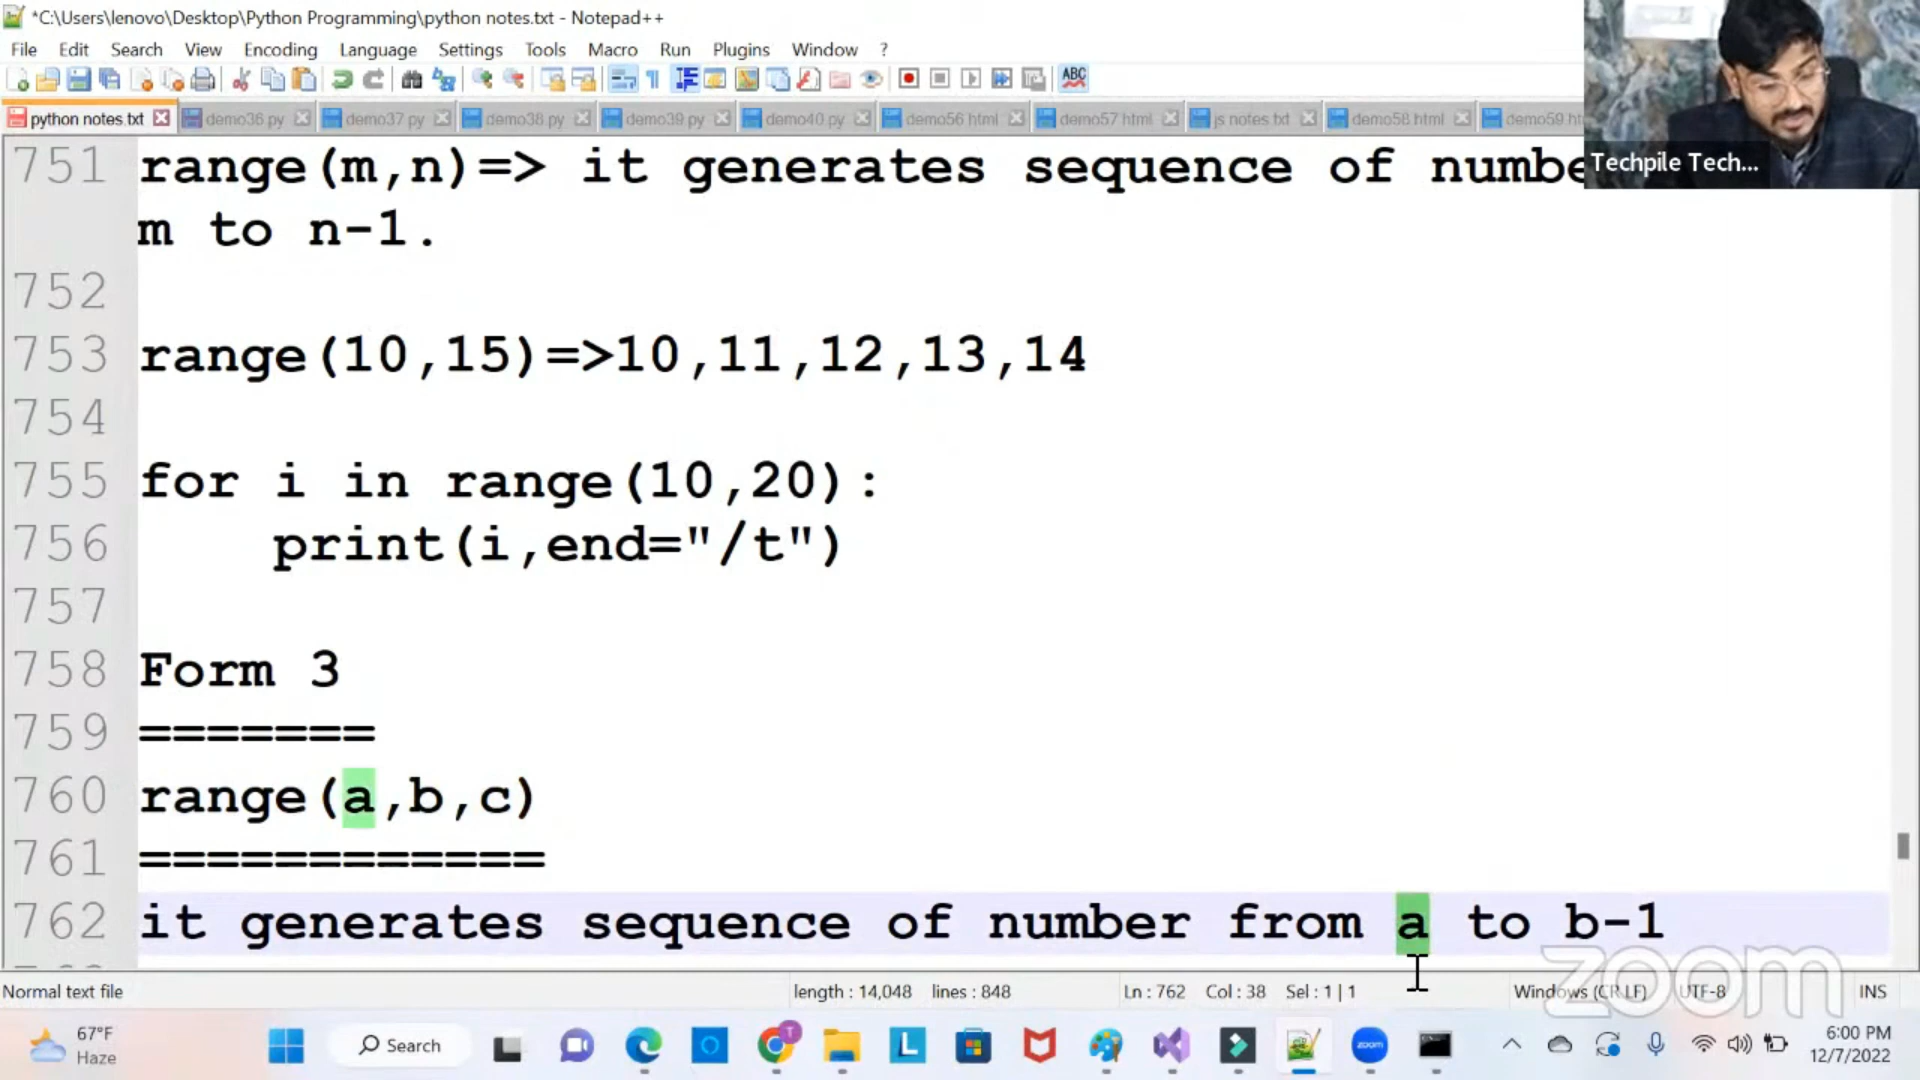 *C:\Users\lenovo\Desktop\Python Programming\python notes.txt - Notepad++
File Edit Search View Encoding Language Settings Tools Macro Run Plugins Window ?
ABC
python notes.txt demo36.py demo37.py demo38.py demo39.py demo40.py demo56.html demo57.html js notes.txt demo58.html demo59.ht
Techpile Tech...
751 range(m,n)=> it generates sequence of numbe
m to n-1.
752
753 range(10,15)=>10,11,12,13,14
754
755 for i in range(10,20):
756 print(i,end="/t")
757
758 Form 3
759 =======
760 range(a,b,c)
761 ============
762 it generates sequence of number from a to b-1
zoom
Normal text file length : 14,048 lines : 848 Ln : 762 Col : 38 Sel : 1 | 1 Windows (CR LF) UTF-8 INS
67°F
Haze
Search
T
L
zoom
6:00 PM
12/7/2022